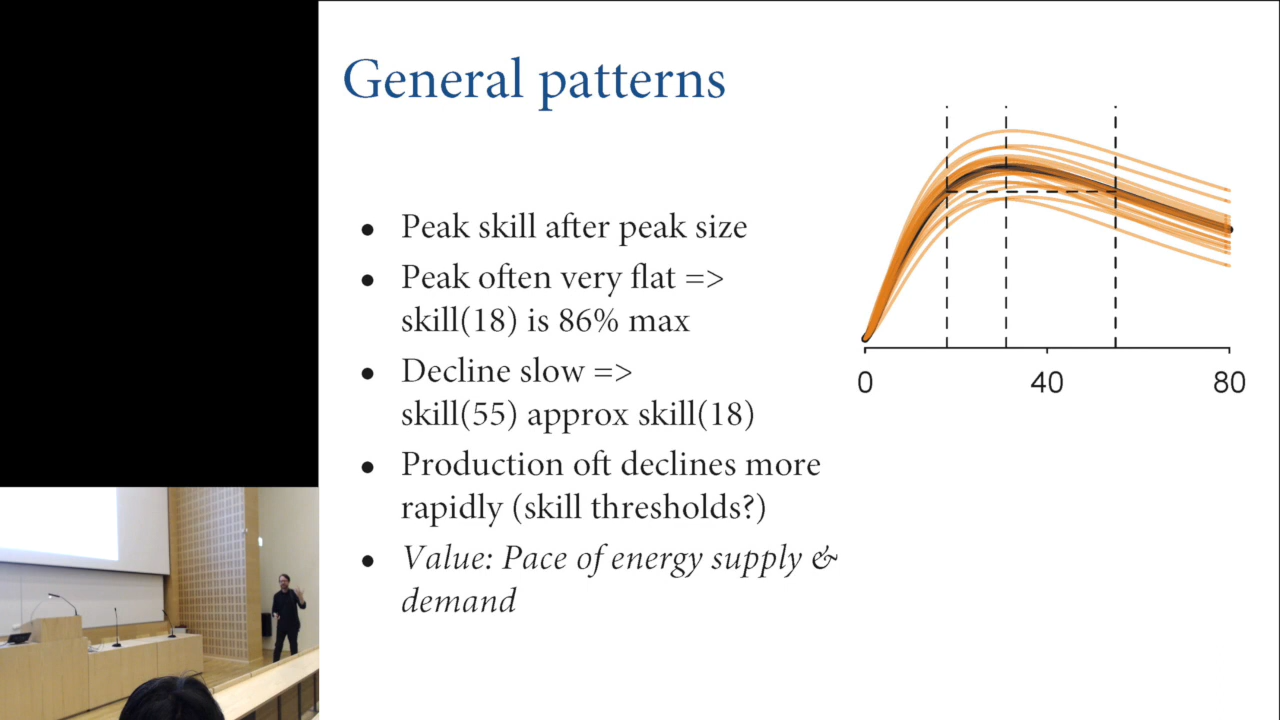 General patterns
• Peak skill after peak size
• Peak often very flat =>
skill(18) is 86% max
• Decline slow =>
skill(55) approx skill(18)
• Production oft declines more
rapidly (skill thresholds?)
• Value: Pace of energy supply &
demand
0 40 80